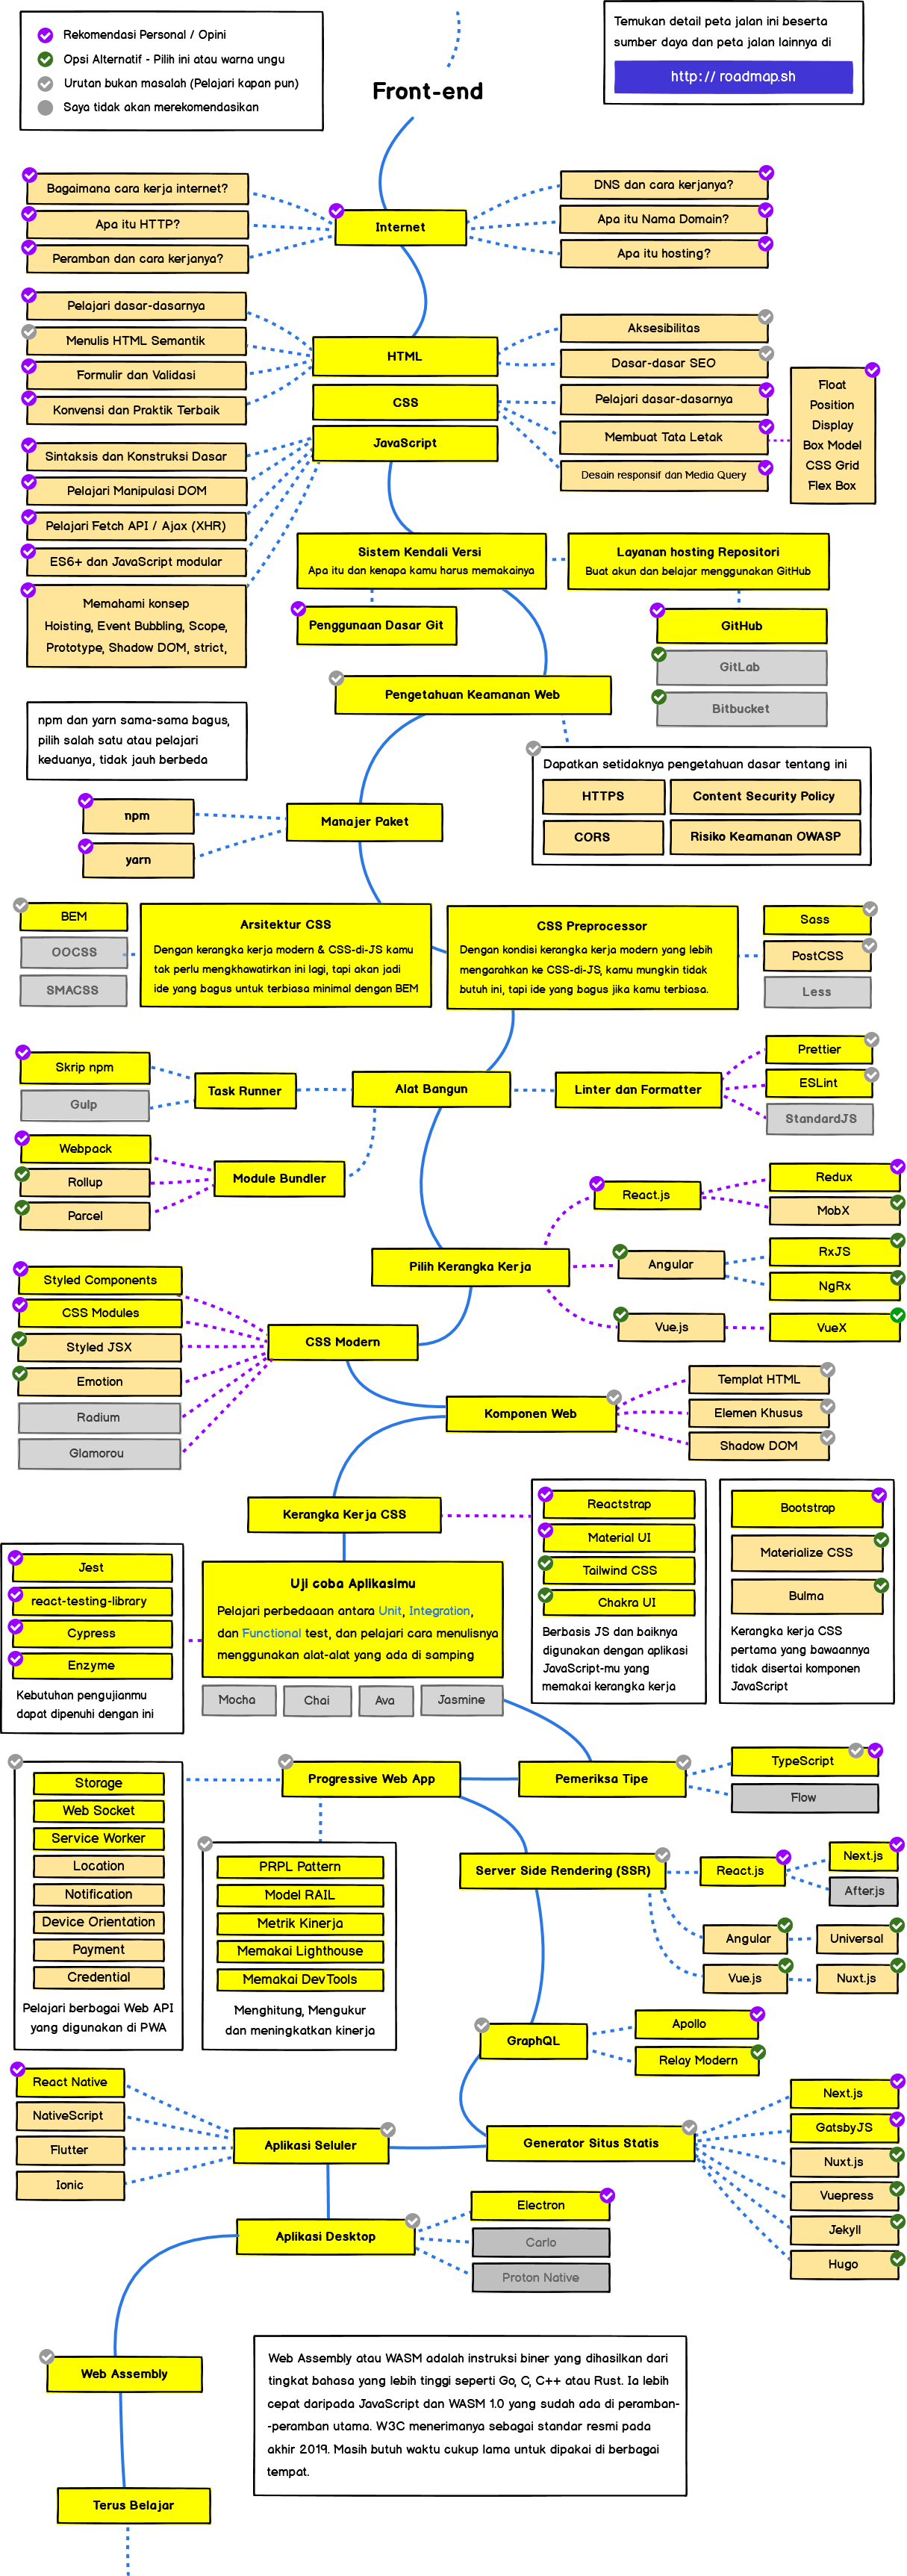 Rekomendasi Personal / Opini
Opsi Alternatif - Pilih ini atau warna ungu
Urutan bukan masalah (Pelajari kapan pun)
Saya tidak akan merekomendasikan
Temukan detail peta jalan ini beserta
sumber daya dan peta jalan lainnya di
http:// roadmap.sh
Front-end
Bagaimana cara kerja internet?
Apa itu HTTP?
Peramban dan cara kerjanya?
Internet
DNS dan cara kerjanya?
Apa itu Nama Domain?
Apa itu hosting?
Pelajari dasar-dasarnya
Menulis HTML Semantik
Formulir dan Validasi
Konvensi dan Praktik Terbaik
HTML
CSS
JavaScript
Aksesibilitas
Dasar-dasar SEO
Pelajari dasar-dasarnya
Membuat Tata Letak
Desain responsif dan Media Query
Float
Position
Display
Box Model
CSS Grid
Flex Box
Sintaksis dan Konstruksi Dasar
Pelajari Manipulasi DOM
Pelajari Fetch API / Ajax (XHR)
ES6+ dan JavaScript modular
Memahami konsep
Hoisting, Event Bubbling, Scope,
Prototype, Shadow DOM, strict,
Sistem Kendali Versi
Apa itu dan kenapa kamu harus memakainya
Layanan hosting Repositori
Buat akun dan belajar menggunakan GitHub
Penggunaan Dasar Git
GitHub
GitLab
Bitbucket
Pengetahuan Keamanan Web
npm dan yarn sama-sama bagus,
pilih salah satu atau pelajari
keduanya, tidak jauh berbeda
Dapatkan setidaknya pengetahuan dasar tentang ini
HTTPS
Content Security Policy
CORS
Risiko Keamanan OWASP
npm
yarn
Manajer Paket
BEM
OOCSS
SMACSS
Arsitektur CSS
Dengan kerangka kerja modern & CSS-di-JS kamu
tak perlu mengkhawatirkan ini lagi, tapi akan jadi
ide yang bagus untuk terbiasa minimal dengan BEM
CSS Preprocessor
Dengan kondisi kerangka kerja modern yang lebih
mengarahkan ke CSS-di-JS, kamu mungkin tidak
butuh ini, tapi ide yang bagus jika kamu terbiasa.
Sass
PostCSS
Less
Skrip npm
Gulp
Task Runner
Alat Bangun
Linter dan Formatter
Prettier
ESLint
StandardJS
Webpack
Rollup
Parcel
Module Bundler
Pilih Kerangka Kerja
React.js
Redux
MobX
Angular
RxJS
NgRx
Vue.js
VueX
Styled Components
CSS Modules
Styled JSX
Emotion
Radium
Glamorou
CSS Modern
Komponen Web
Templat HTML
Elemen Khusus
Shadow DOM
Kerangka Kerja CSS
Reactstrap
Material UI
Tailwind CSS
Chakra UI
Berbasis JS dan baiknya
digunakan dengan aplikasi
JavaScript-mu yang
memakai kerangka kerja
Bootstrap
Materialize CSS
Bulma
Kerangka kerja CSS
pertama yang bawaannya
tidak disertai komponen
JavaScript
Jest
react-testing-library
Cypress
Enzyme
Kebutuhan pengujianmu
dapat dipenuhi dengan ini
Uji coba Aplikasimu
Pelajari perbedaaan antara Unit, Integration,
dan Functional test, dan pelajari cara menulisnya
menggunakan alat-alat yang ada di samping
Mocha
Chai
Ava
Jasmine
Storage
Web Socket
Service Worker
Location
Notification
Device Orientation
Payment
Credential
Pelajari berbagai Web API
yang digunakan di PWA
Progressive Web App
Pemeriksa Tipe
TypeScript
Flow
PRPL Pattern
Model RAIL
Metrik Kinerja
Memakai Lighthouse
Memakai DevTools
Menghitung, Mengukur
dan meningkatkan kinerja
Server Side Rendering (SSR)
React.js
Next.js
After.js
Angular
Universal
Vue.js
Nuxt.js
GraphQL
Apollo
Relay Modern
React Native
NativeScript
Flutter
Ionic
Aplikasi Seluler
Generator Situs Statis
Next.js
GatsbyJS
Nuxt.js
Vuepress
Jekyll
Hugo
Aplikasi Desktop
Electron
Carlo
Proton Native
Web Assembly
Web Assembly atau WASM adalah instruksi biner yang dihasilkan dari
tingkat bahasa yang lebih tinggi seperti Go, C, C++ atau Rust. Ia lebih
cepat daripada JavaScript dan WASM 1.0 yang sudah ada di peramban-
-peramban utama. W3C menerimanya sebagai standar resmi pada
akhir 2019. Masih butuh waktu cukup lama untuk dipakai di berbagai
tempat.
Terus Belajar